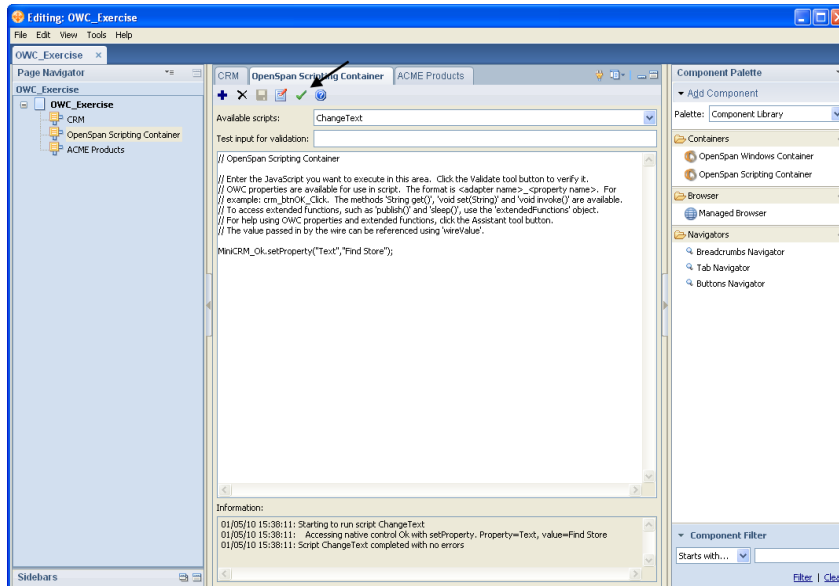 Editing: OWC_Exercise
File Edit View Tools Help
OWC_Exercise
Page Navigator
OWC_Exercise
OWC_Exercise
CRM
OpenSpan Scripting Container
ACME Products
Sidebars
CRM OpenSpan Scripting Container ACME Products
Available scripts: ChangeText
Test input for validation:
// OpenSpan Scripting Container
// Enter the JavaScript you want to execute in this area. Click the Validate tool button to verify it.
// OWC properties are available for use in script. The format is <adapter name>_<property name>. For
// example: crm_btnOK_Click. The methods 'String get()', 'void set(String)' and 'void invoke()' are available.
// To access extended functions, such as 'publish()' and 'sleep()', use the 'extendedFunctions' object.
// For help using OWC properties and extended functions, click the Assistant tool button.
// The value passed in by the wire can be referenced using 'wireValue'.
MiniCRM_Ok.setProperty("Text","Find Store");
Information:
01/05/10 15:38:11: Starting to run script ChangeText
01/05/10 15:38:11: Accessing native control Ok with setProperty. Property=Text, value=Find Store
01/05/10 15:38:11: Script ChangeText completed with no errors
Component Palette
Add Component
Palette: Component Library
Containers
OpenSpan Windows Container
OpenSpan Scripting Container
Browser
Managed Browser
Navigators
Breadcrumbs Navigator
Tab Navigator
Buttons Navigator
Component Filter
Starts with...
Filter | Clea